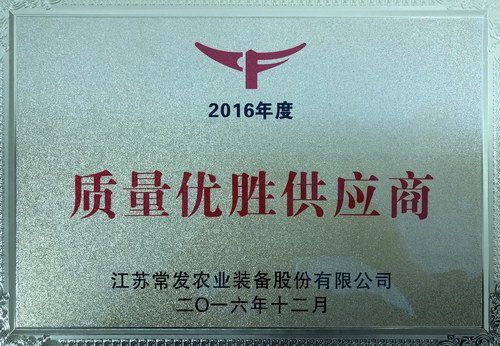 2016年度
质量优胜供应商
江苏常发农业装备股份有限公司
二〇一六年十二月